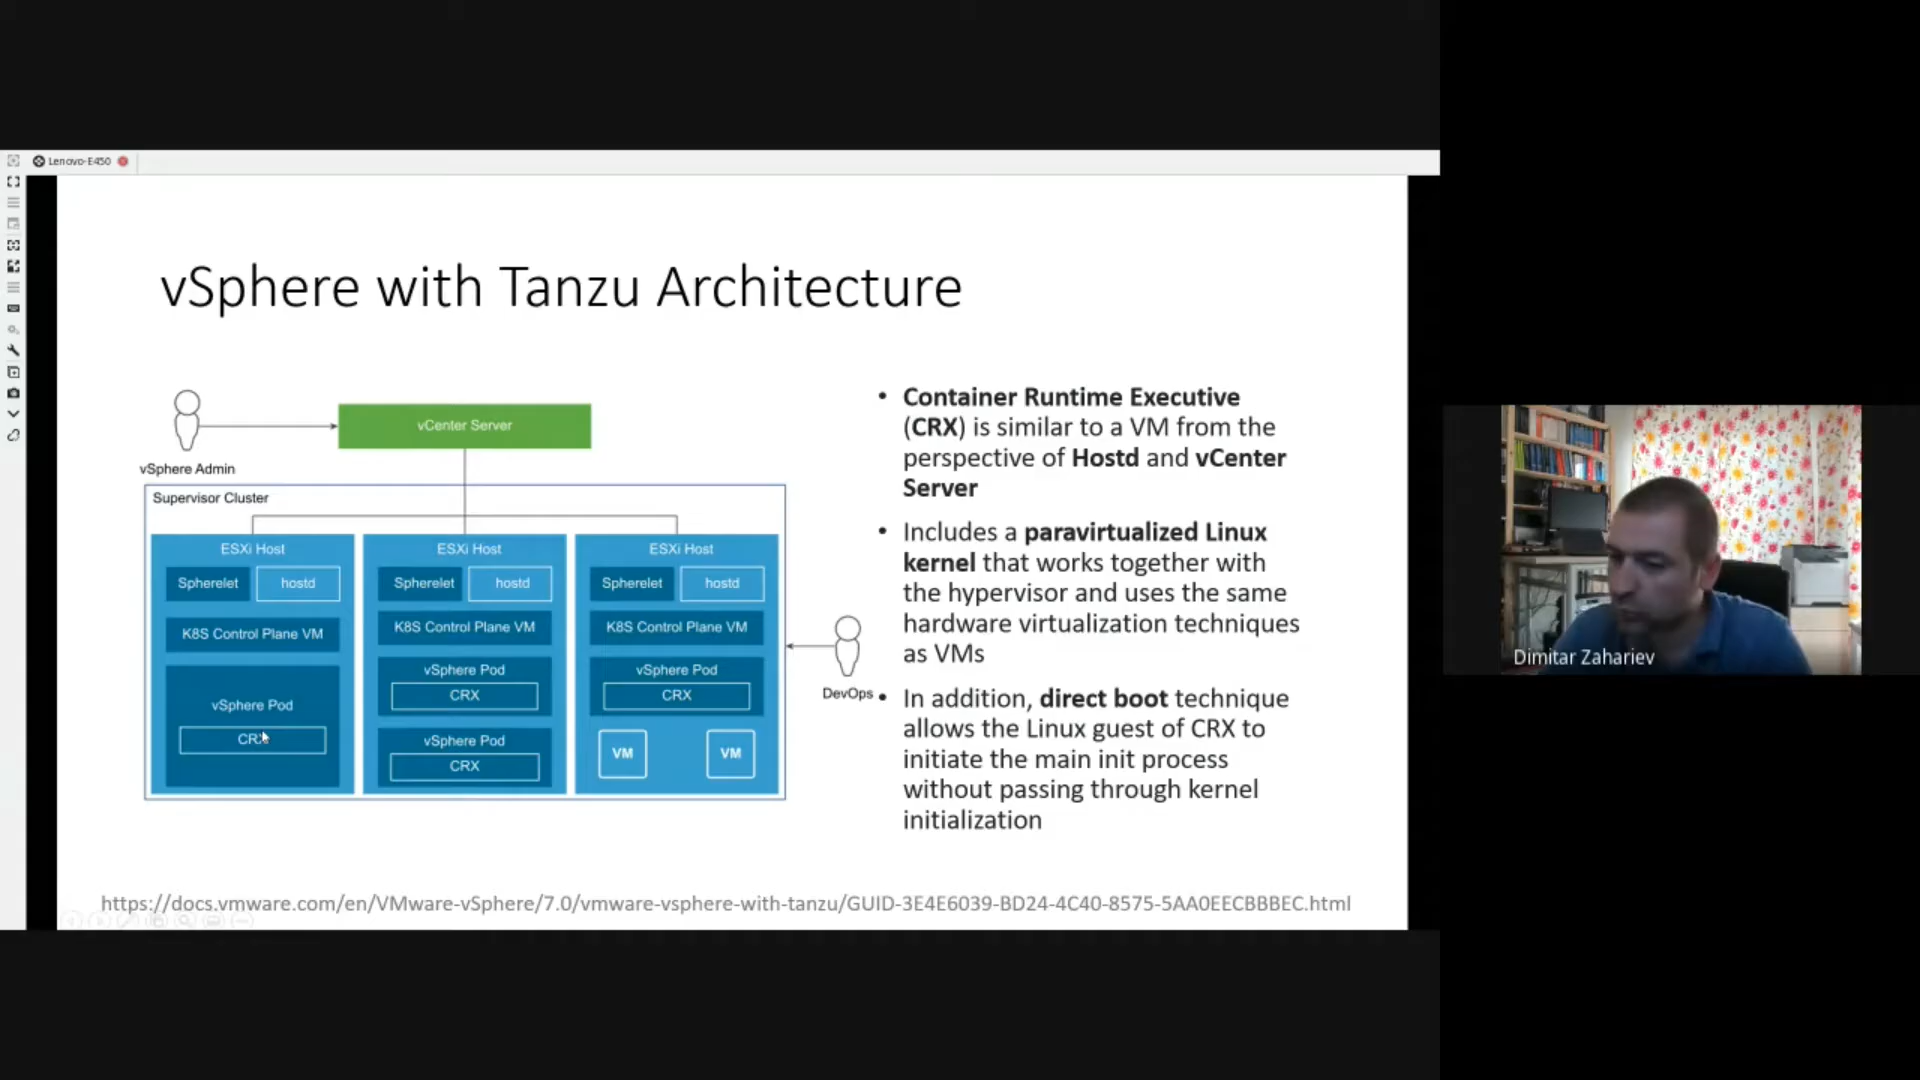 Lenovo-E450
vSphere with Tanzu Architecture
vSphere Admin
vCenter Server
Supervisor Cluster
ESXi Host
Spherelet
hostd
K8S Control Plane VM
vSphere Pod
CRX
ESXi Host
Spherelet
hostd
K8S Control Plane VM
vSphere Pod
CRX
vSphere Pod
CRX
ESXi Host
Spherelet
hostd
K8S Control Plane VM
vSphere Pod
CRX
VM
VM
DevOps
• Container Runtime Executive
(CRX) is similar to a VM from the
perspective of Hostd and vCenter
Server
• Includes a paravirtualized Linux
kernel that works together with
the hypervisor and uses the same
hardware virtualization techniques
as VMs
• In addition, direct boot technique
allows the Linux guest of CRX to
initiate the main init process
without passing through kernel
initialization
https://docs.vmware.com/en/VMware-vSphere/7.0/vmware-vsphere-with-tanzu/GUID-3E4E6039-BD24-4C40-8575-5AA0EECBBBEC.html
Dimitar Zahariev